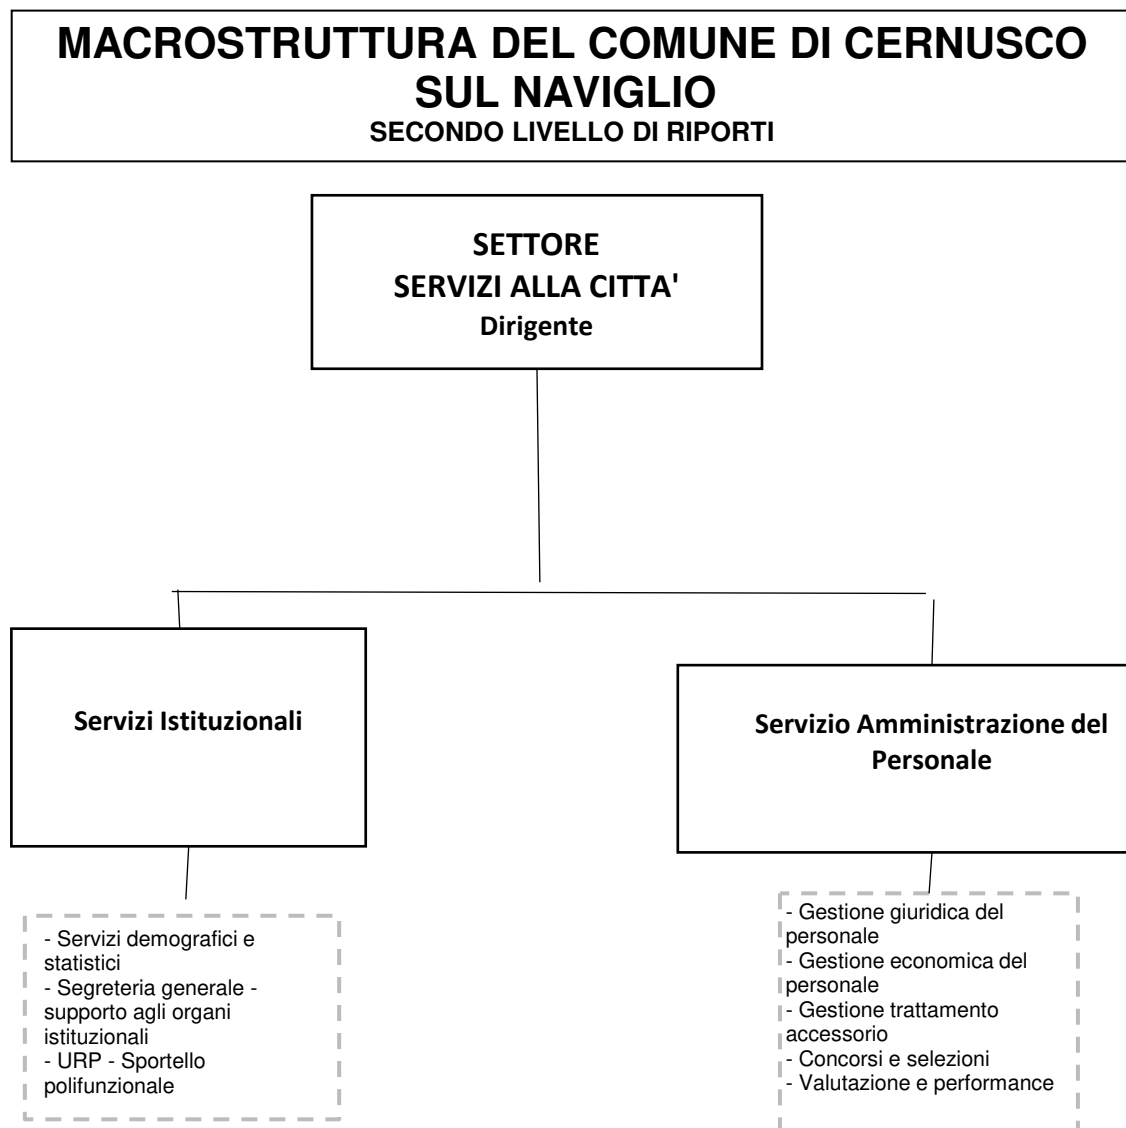 MACROSTRUTTURA DEL COMUNE DI CERNUSCO
SUL NAVIGLIO
SECONDO LIVELLO DI RIPORTI
SETTORE
SERVIZI ALLA CITTA'
Dirigente
Servizi Istituzionali
Servizio Amministrazione del
Personale
- Servizi demografici e
statistici
- Segreteria generale -
supporto agli organi
istituzionali
- URP - Sportello
polifunzionale
- Gestione giuridica del
personale
- Gestione economica del
personale
- Gestione trattamento
accessorio
- Concorsi e selezioni
- Valutazione e performance